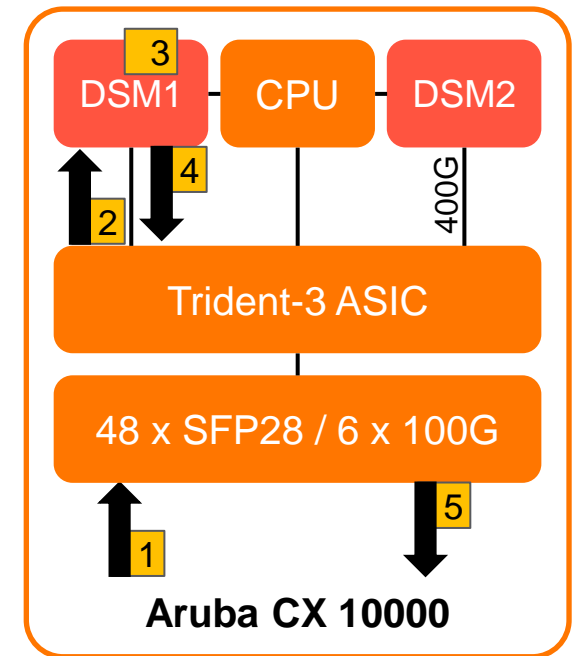 3
DSM1
CPU
DSM2
4
2
400G
Trident-3 ASIC
48 x SFP28 / 6 x 100G
5
1
Aruba CX 10000